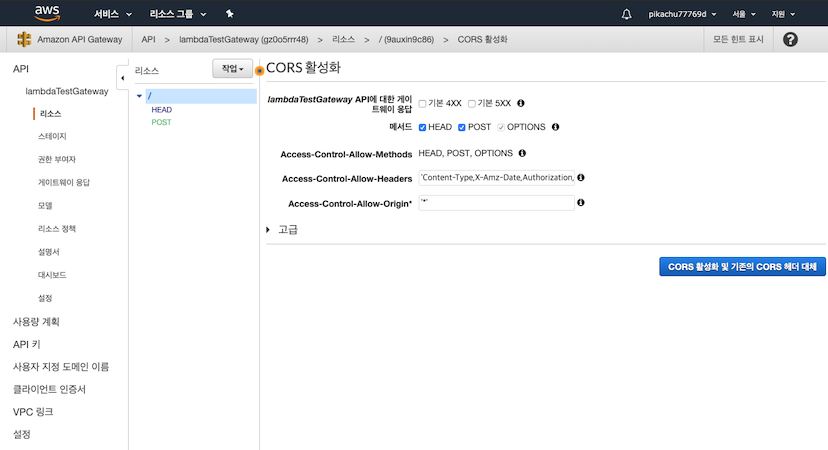 aws 서비스 리소스 그룹 pikachu77769d 서울 지원
Amazon API Gateway API > lambdaTestGateway (gz0o5rrr48) > 리소스 > / (9auxin9c86) > CORS 활성화 모든 힌트 표시 ?
API
lambdaTestGateway
리소스
스테이지
권한 부여자
게이트웨이 응답
모델
리소스 정책
설명서
대시보드
설정
사용량 계획
API 키
사용자 지정 도메인 이름
클라이언트 인증서
VPC 링크
설정
리소스 작업
/
HEAD
POST
CORS 활성화
lambdaTestGateway API에 대한 게이
트웨이 응답
기본 4XX 기본 5XX
메서드 HEAD POST OPTIONS
Access-Control-Allow-Methods HEAD, POST, OPTIONS
Access-Control-Allow-Headers 'Content-Type,X-Amz-Date,Authorization,
Access-Control-Allow-Origin* '*'
고급
CORS 활성화 및 기존의 CORS 헤더 대체